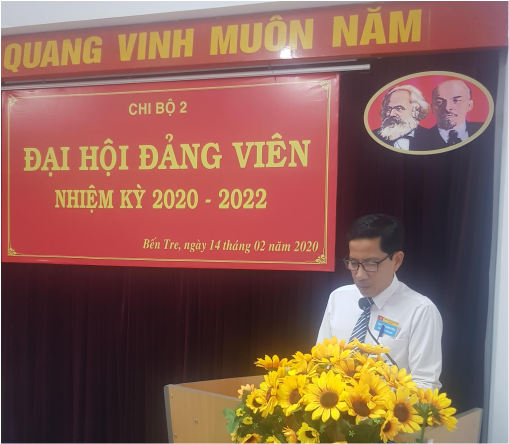 QUANG VINH MUÔN NĂM
CHI BỘ 2
ĐẠI HỘI ĐẢNG VIÊN
NHIỆM KỲ 2020 - 2022
Bến Tre, ngày 14 tháng 02 năm 2020